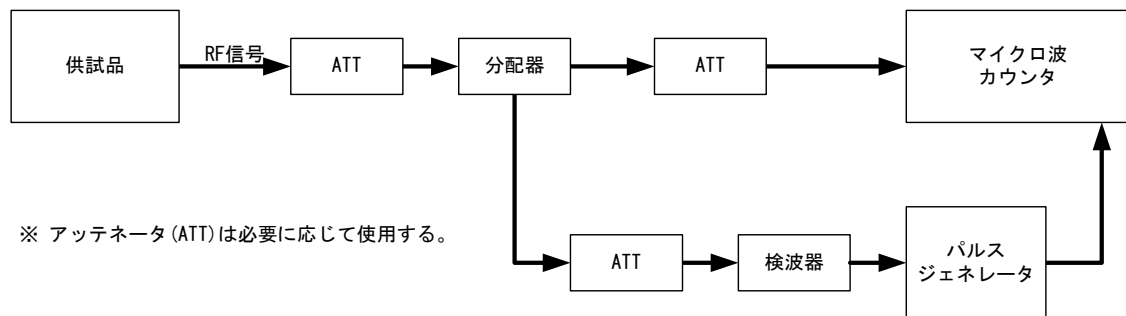 供試品
RF信号
ATT
分配器
ATT
マイクロ波
カウンタ
※ アッテネータ(ATT)は必要に応じて使用する。
ATT
検波器
パルス
ジェネレータ